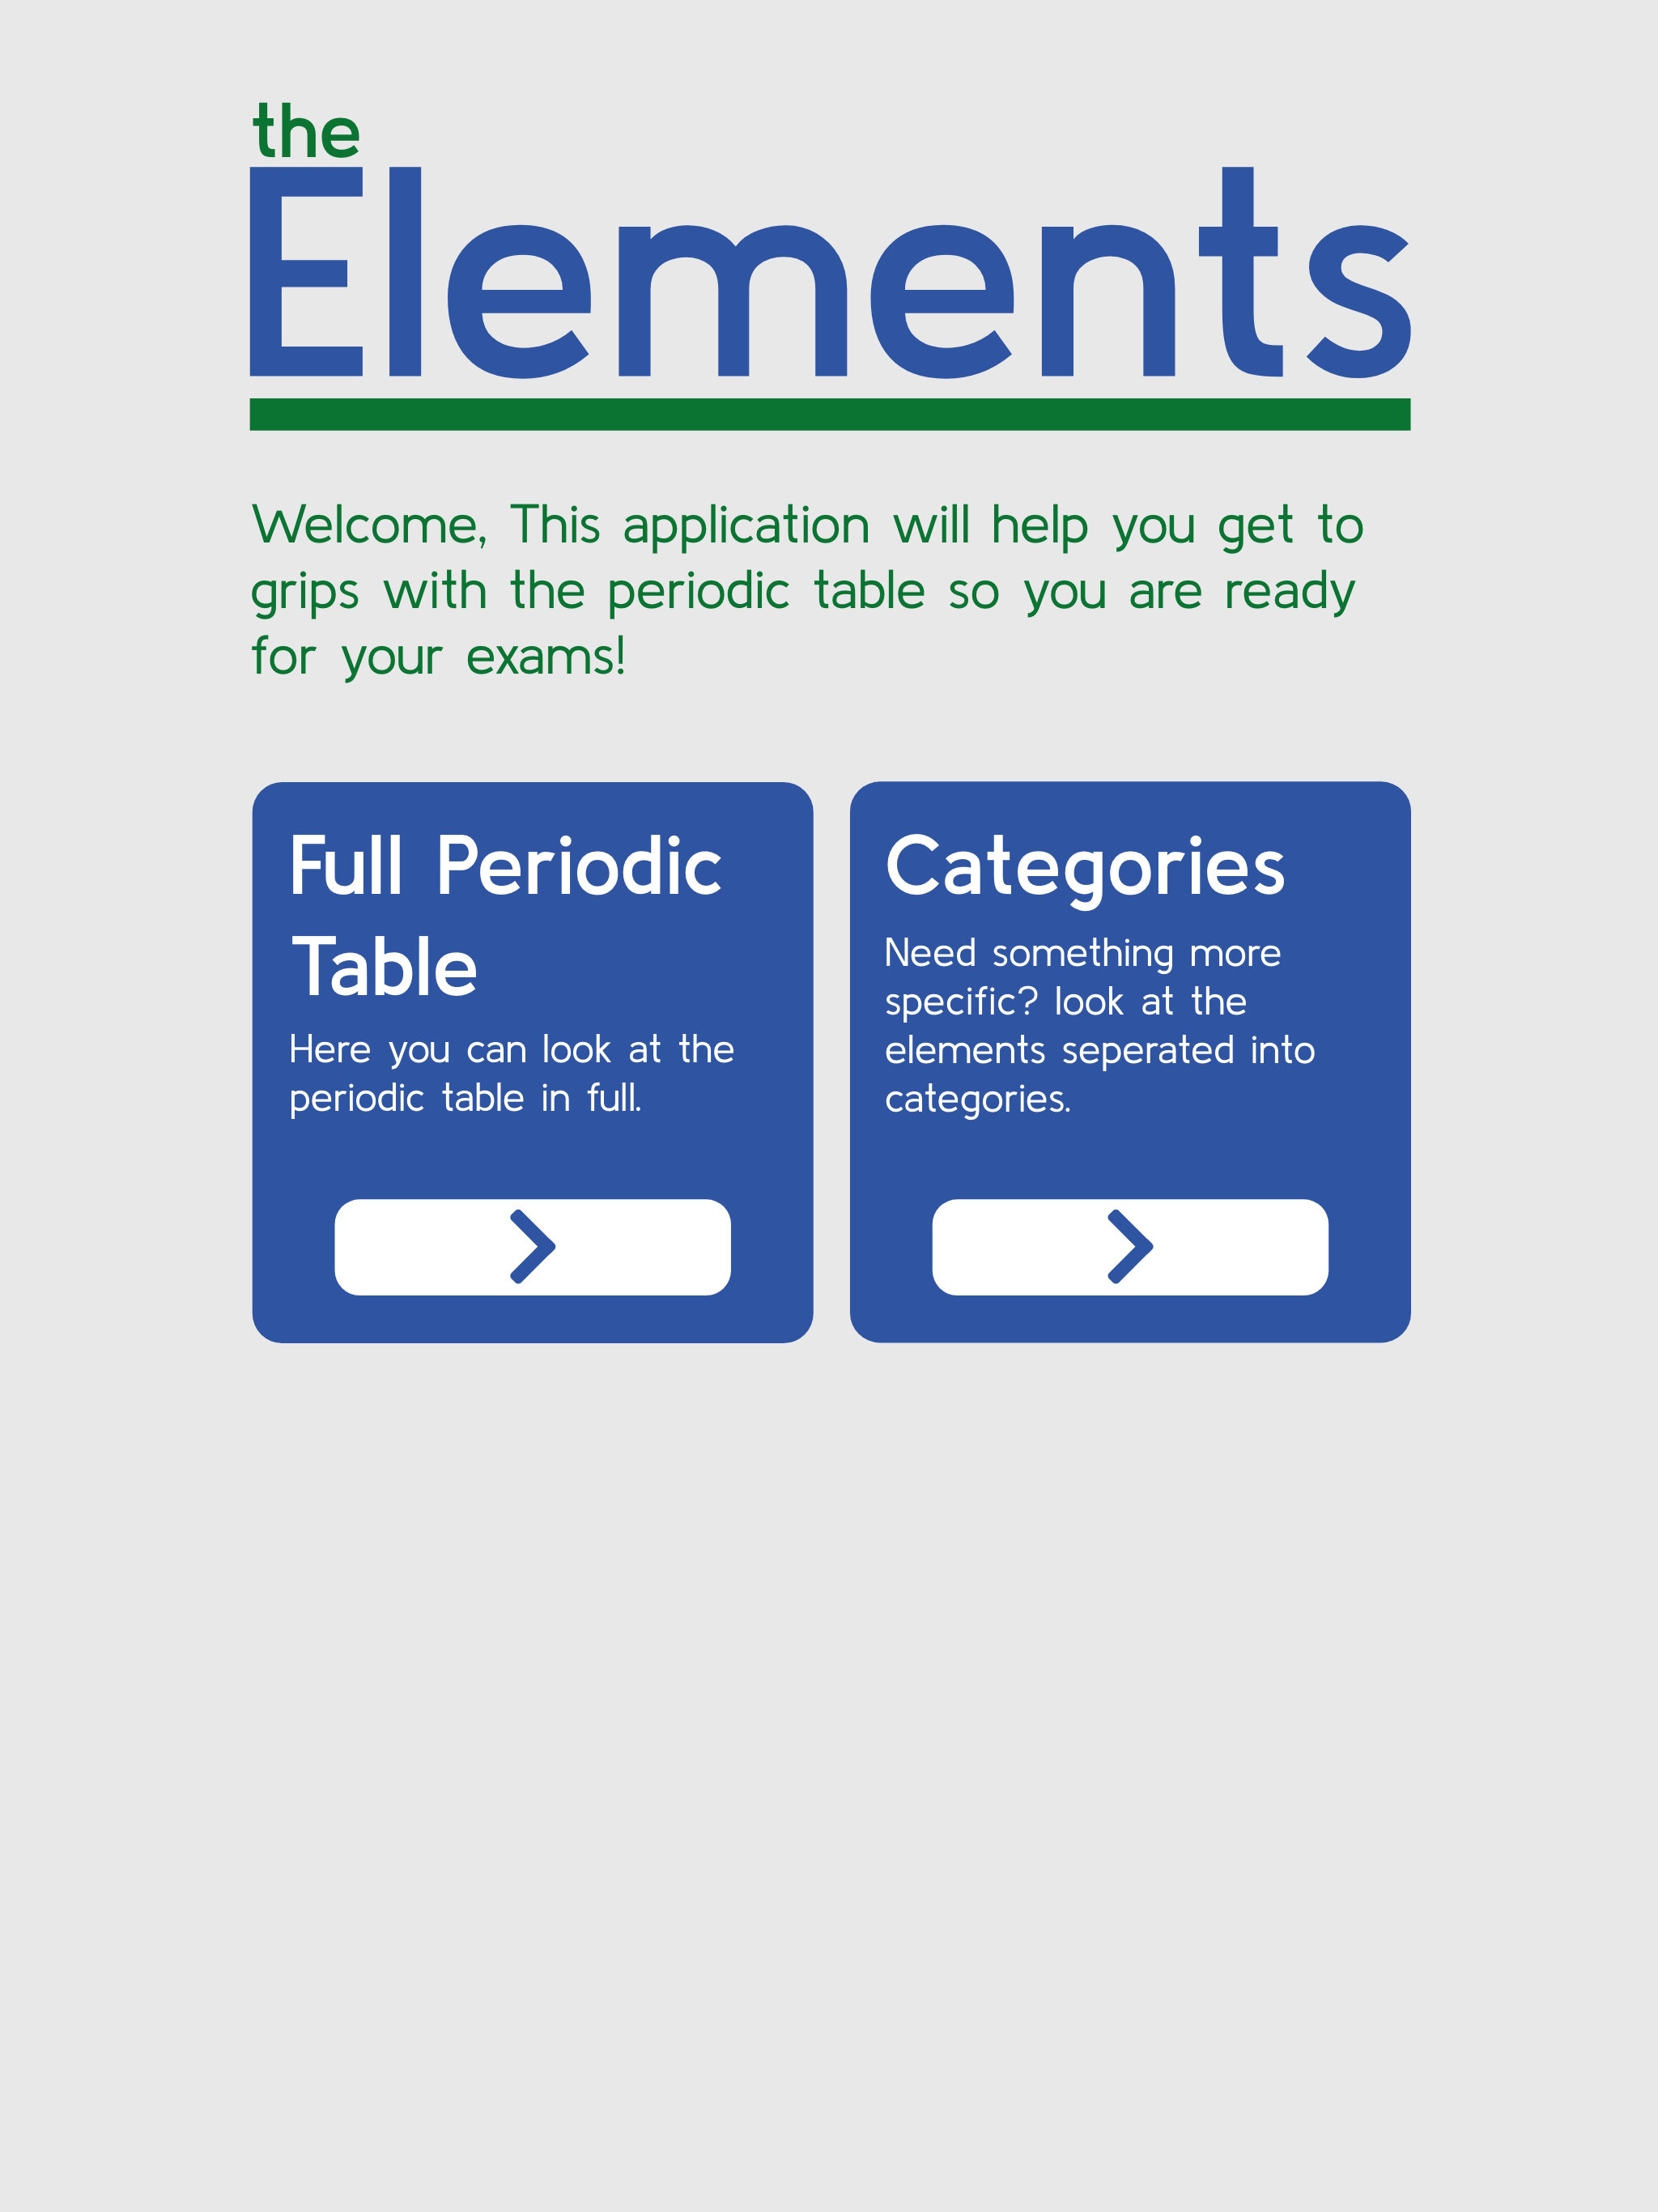 the
Elements
Welcome, This application will help you get to
grips with the periodic table so you are ready
for your exams!
Full Periodic
Table
Here you can look at the
periodic table in full.
Categories
Need something more
specific? look at the
elements seperated into
categories.